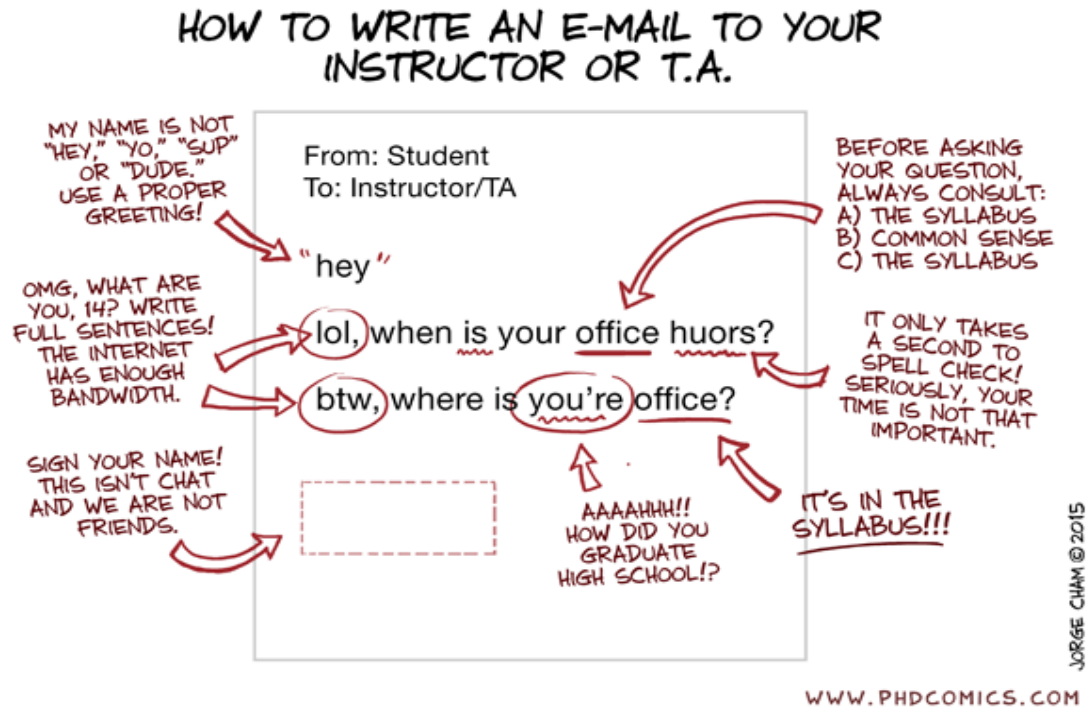 HOW TO WRITE AN E-MAIL TO YOUR
INSTRUCTOR OR T.A.
MY NAME IS NOT
"HEY," "YO," "SUP"
OR "DUDE."
USE A PROPER
GREETING!
From: Student
To: Instructor/TA
BEFORE ASKING
YOUR QUESTION,
ALWAYS CONSULT:
A) THE SYLLABUS
B) COMMON SENSE
C) THE SYLLABUS
"hey"
OMG, WHAT ARE
YOU, 14? WRITE
FULL SENTENCES!
THE INTERNET
HAS ENOUGH
BANDWIDTH.
lol, when is your office huors?
btw, where is you're office?
IT ONLY TAKES
A SECOND TO
SPELL CHECK!
SERIOUSLY, YOUR
TIME IS NOT THAT
IMPORTANT.
SIGN YOUR NAME!
THIS ISN'T CHAT
AND WE ARE NOT
FRIENDS.
AAAAHHH!!
HOW DID YOU
GRADUATE
HIGH SCHOOL!?
IT'S IN THE
SYLLABUS!!!
JORGE CHAM © 2015
WWW.PHDCOMICS.COM